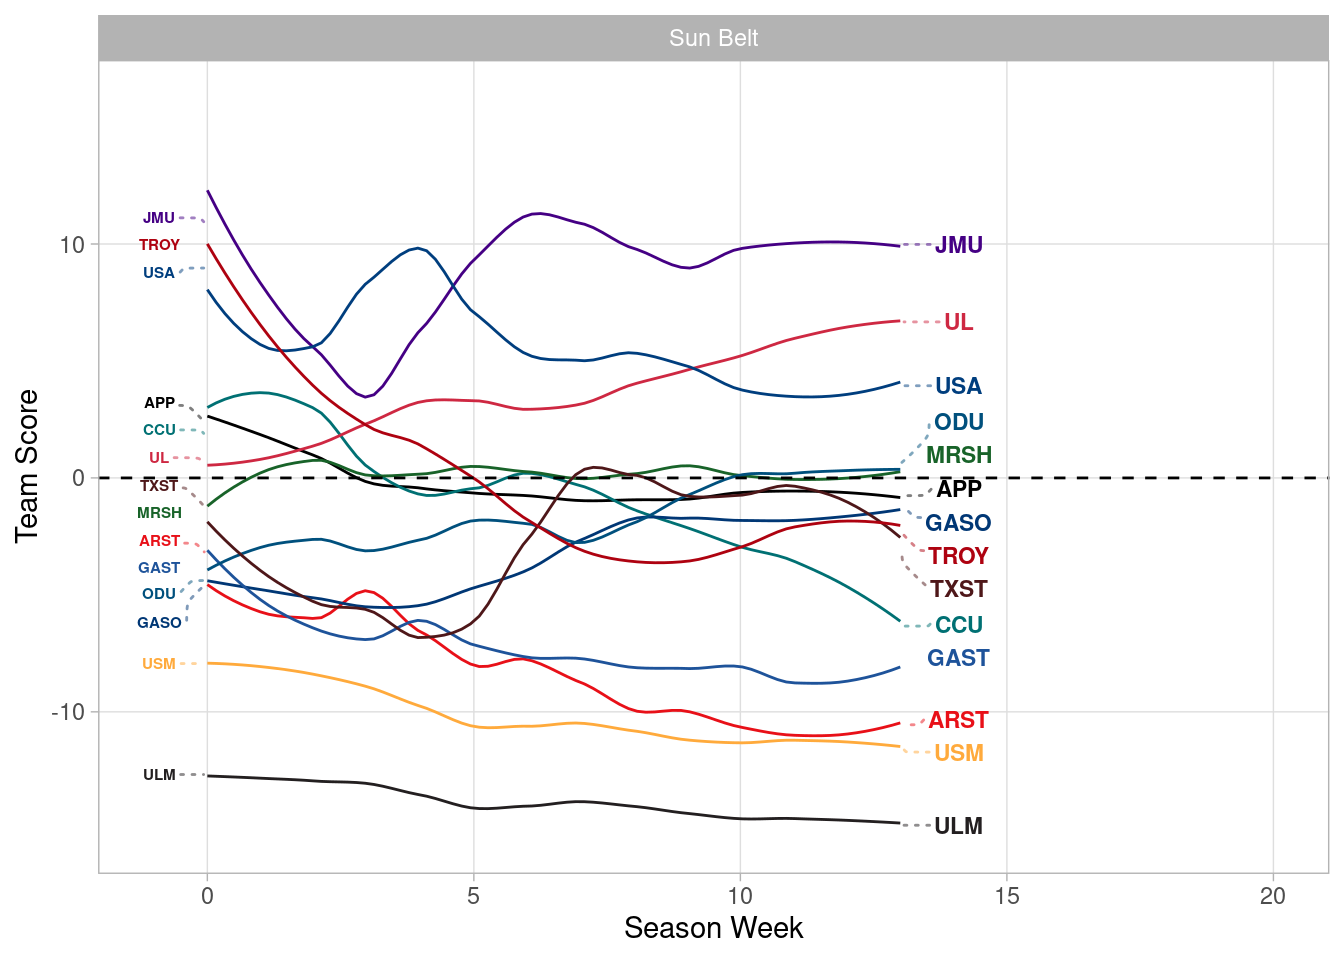 Sun Belt
Team Score
10
0
-10
JMU
TROY
USA
APP
CCU
UL
TXST
MRSH
ARST
GAST
ODU
GASO
USM
ULM
JMU
UL
USA
ODU
MRSH
APP
GASO
TROY
TXST
CCU
GAST
ARST
USM
ULM
0 5 10 15 20
Season Week